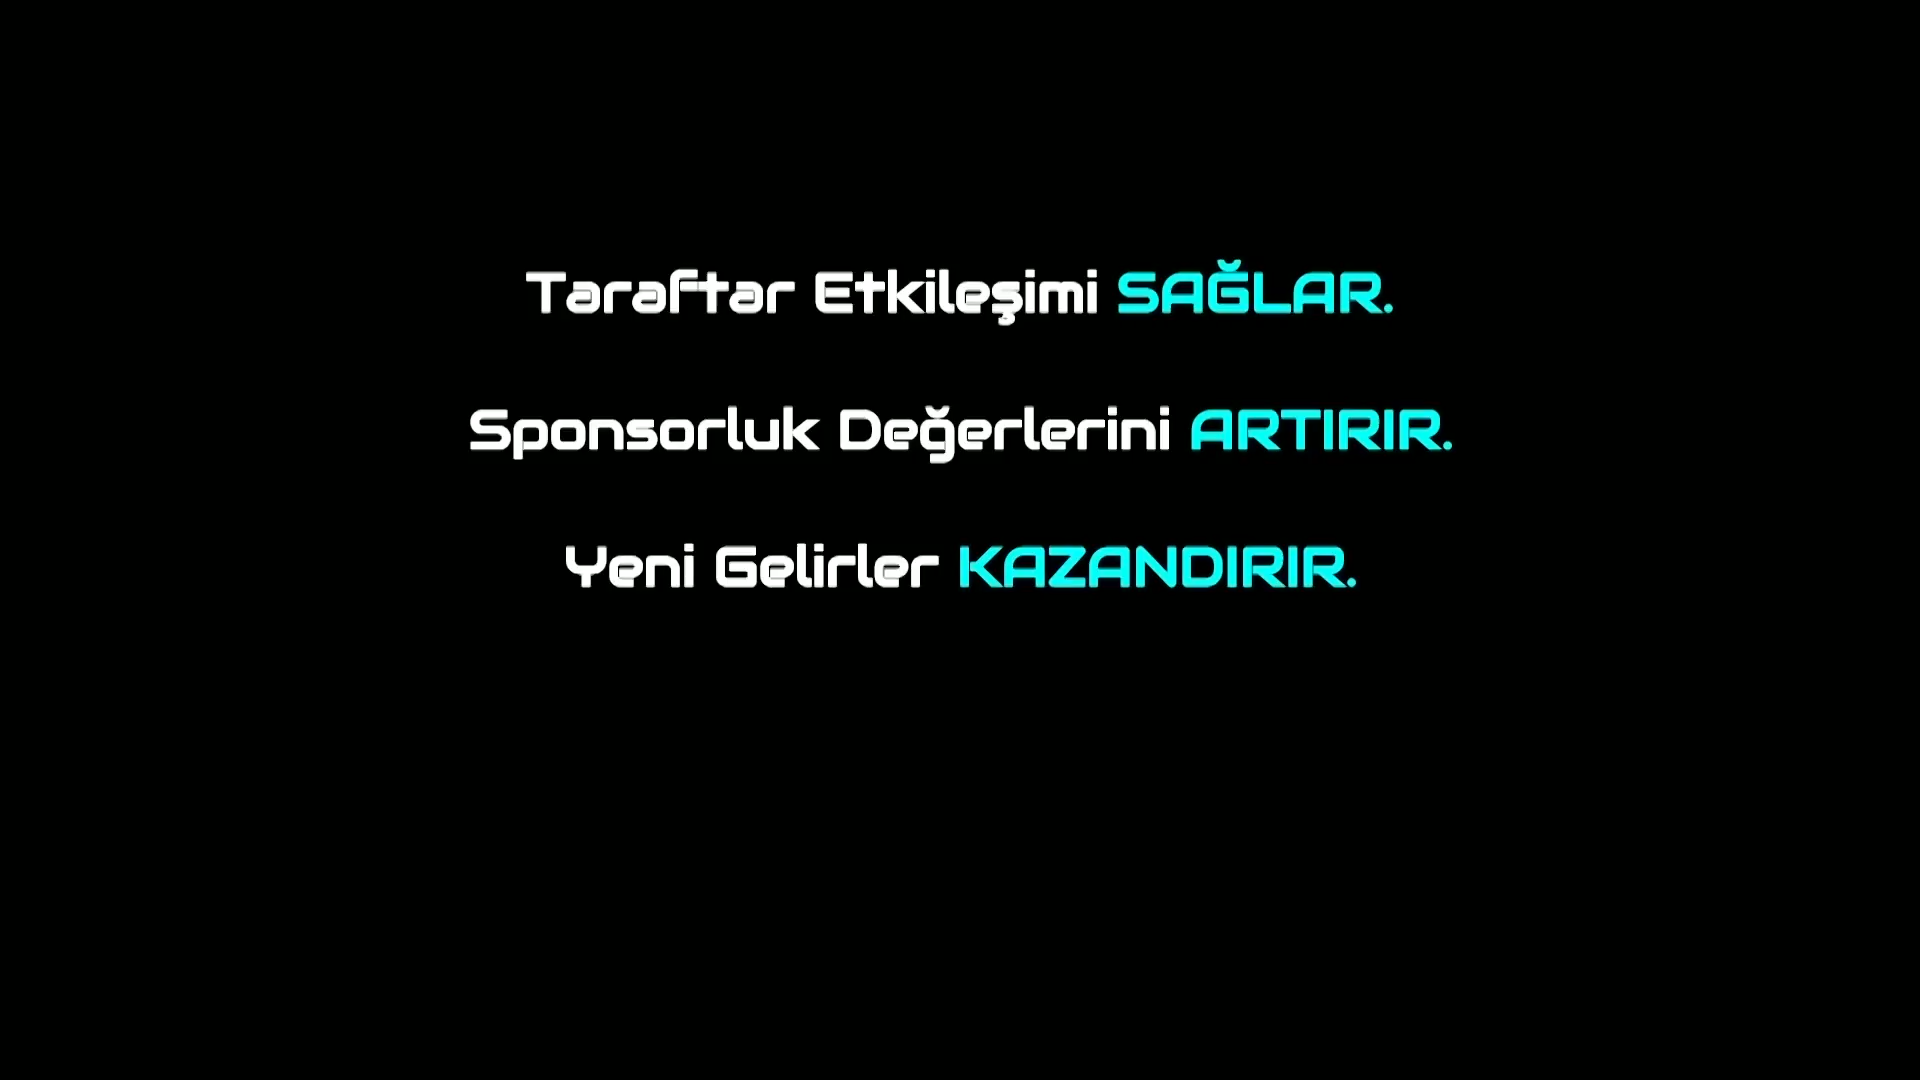 Taraftar Etkileşimi SAĞLAR.
Sponsorluk Değerlerini ARTIRIR.
Yeni Gelirler KAZANDIRIR.